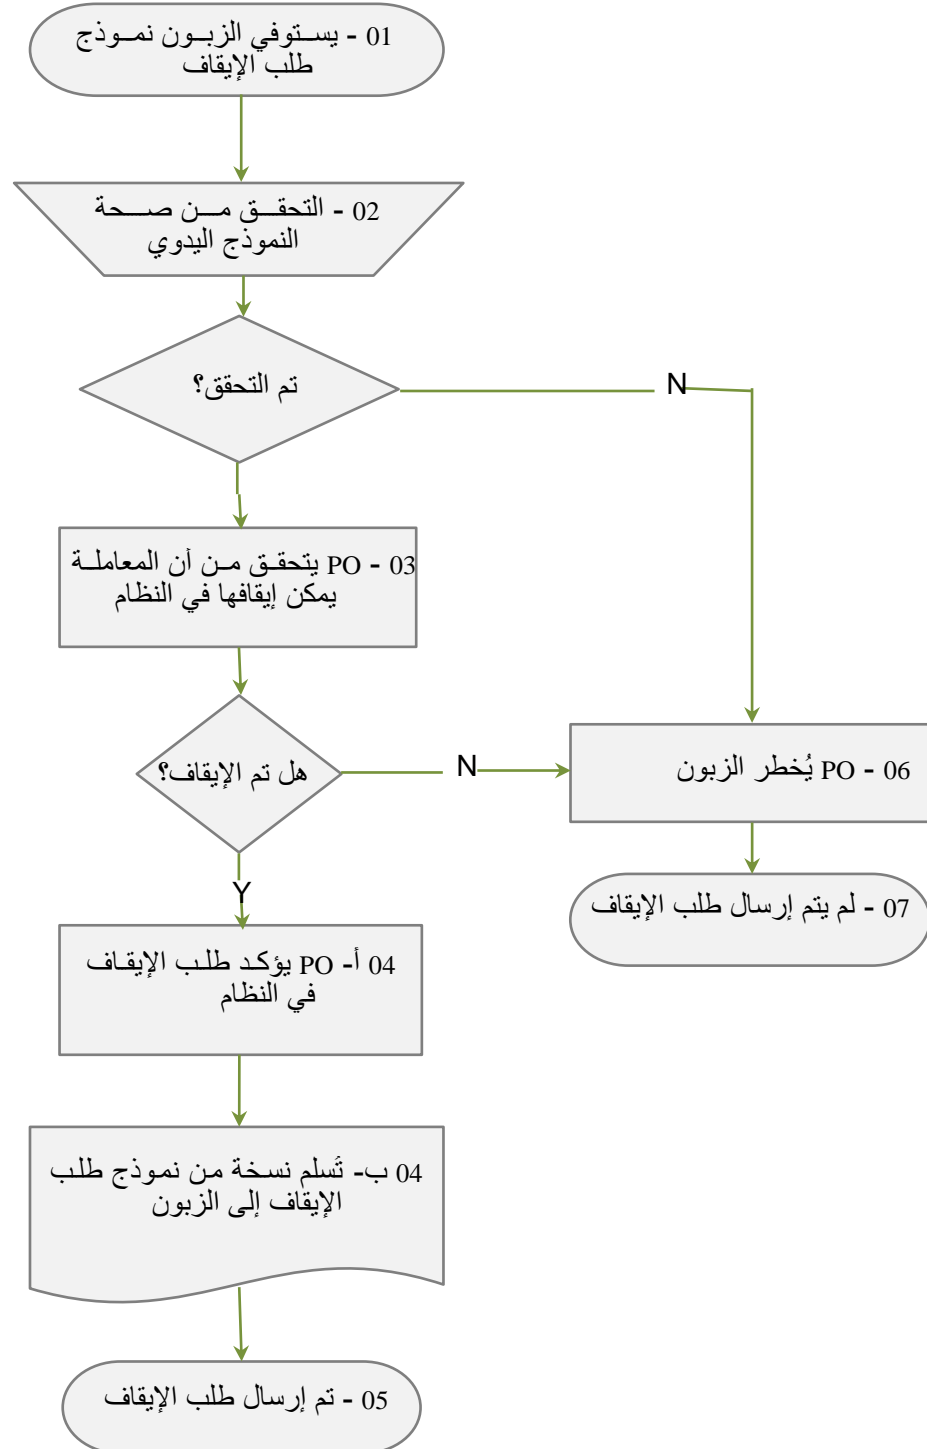 01 - يستوفي الزبون نموذج
طلب الإيقاف
02 - التحقق من صحة
النموذج اليدوي
تم التحقق؟
N
03 - PO يتحقق من أن المعاملة
يمكن إيقافها في النظام
هل تم الإيقاف؟
N
06 - PO يُخطر الزبون
Y
07 - لم يتم إرسال طلب الإيقاف
04 أ- PO يؤكد طلب الإيقاف
في النظام
04 ب- تُسلم نسخة من نموذج طلب
الإيقاف إلى الزبون
05 - تم إرسال طلب الإيقاف